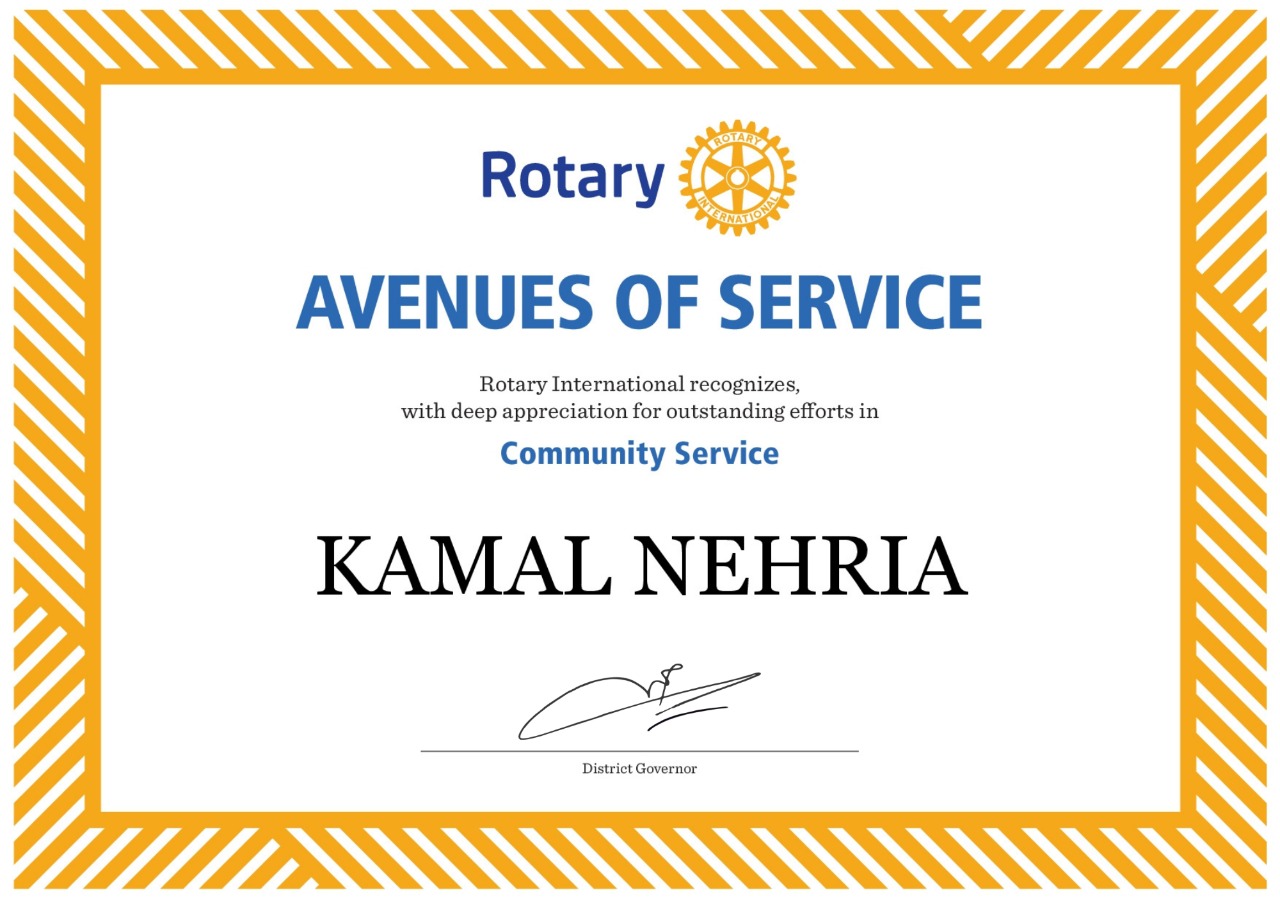 Rotary
ROTARY
INTERNATIONAL
AVENUES OF SERVICE
Rotary International recognizes,
with deep appreciation for outstanding efforts in
Community Service
KAMAL NEHRIA
District Governor